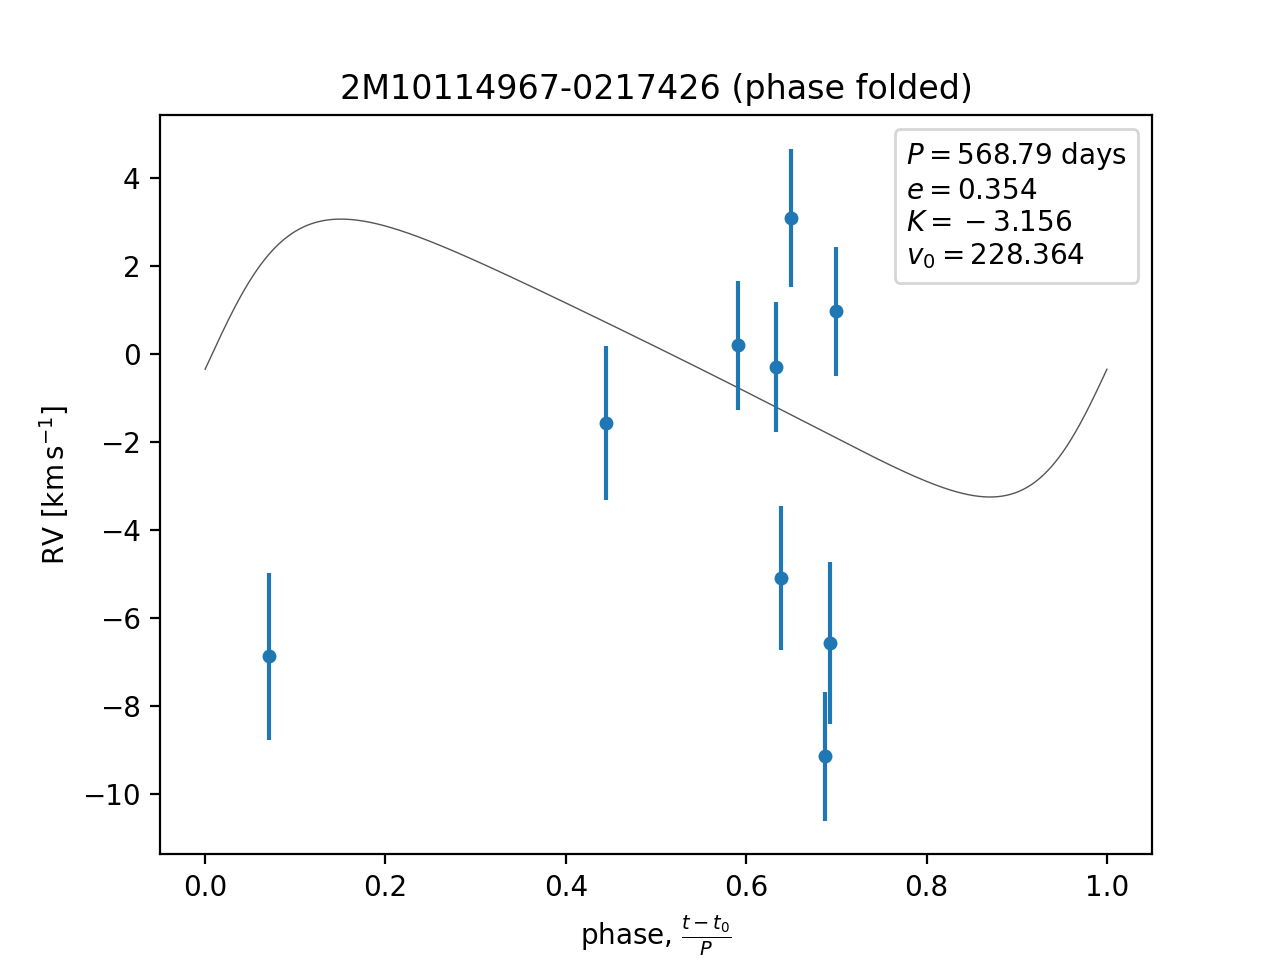 2M10114967-0217426 (phase folded)
P = 568.79 days
e = 0.354
K = −3.156
v₀ = 228.364
4
2
0
−2
−4
−6
−8
−10
RV [km s⁻¹]
0.0 0.2 0.4 0.6 0.8 1.0
phase, (t − t₀)/P